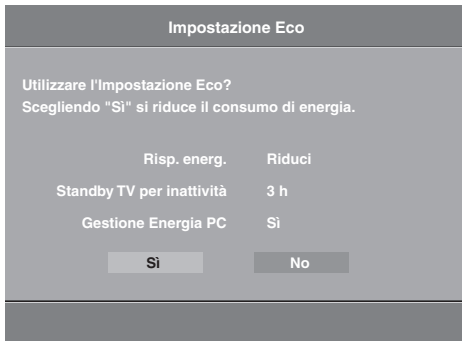 Impostazione Eco
Utilizzare l'Impostazione Eco?
Scegliendo "Sì" si riduce il consumo di energia.
Risp. energ. Riduci
Standby TV per inattività 3 h
Gestione Energia PC Sì
Sì No